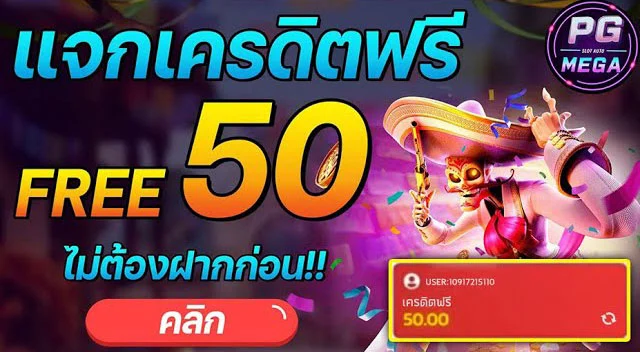 แจกเครดิตฟรี
PG
SLOT AUTO
MEGA
FREE 50
ไม่ต้องฝากก่อน!!
คลิก
USER:10917215110
เครดิตฟรี
50.00